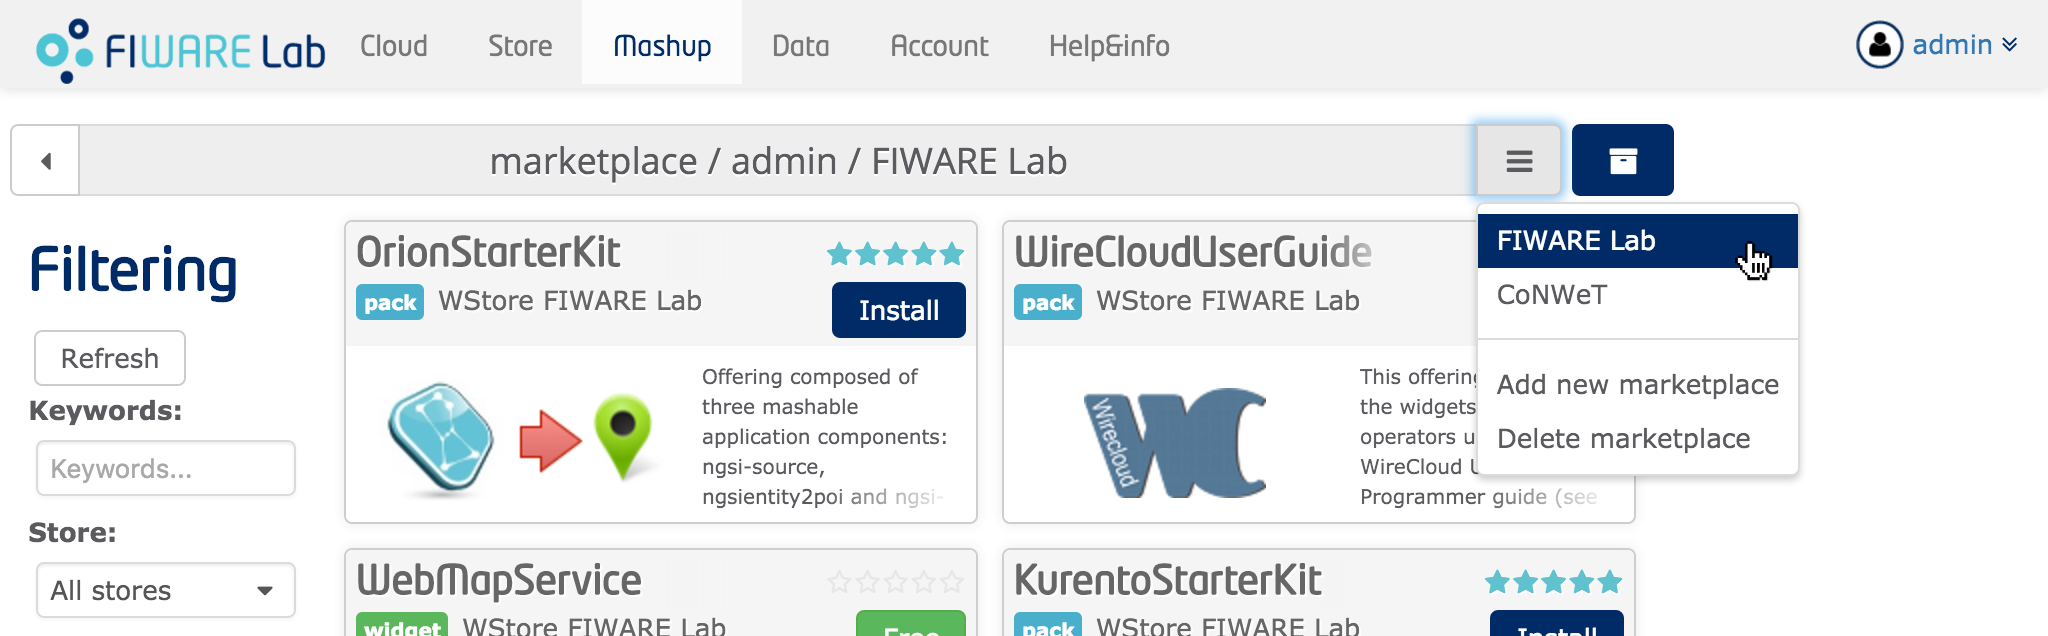 FIWARE Lab
Cloud
Store
Mashup
Data
Account
Help&info
admin
marketplace / admin / FIWARE Lab
FIWARE Lab
CoNWeT
Add new marketplace
Delete marketplace
Filtering
Refresh
Keywords:
Keywords...
Store:
All stores
OrionStarterKit
pack WStore FIWARE Lab
Install
Offering composed of
three mashable
application components:
ngsi-source,
ngsientity2poi and ngsi-
WireCloudUserGuide
pack WStore FIWARE Lab
Wirecloud
WC
This offering
the widgets
operators u
WireCloud U
Programmer guide (see
WebMapService
widget WStore FIWARE Lab
Free
KurentoStarterKit
pack WStore FIWARE Lab
Install